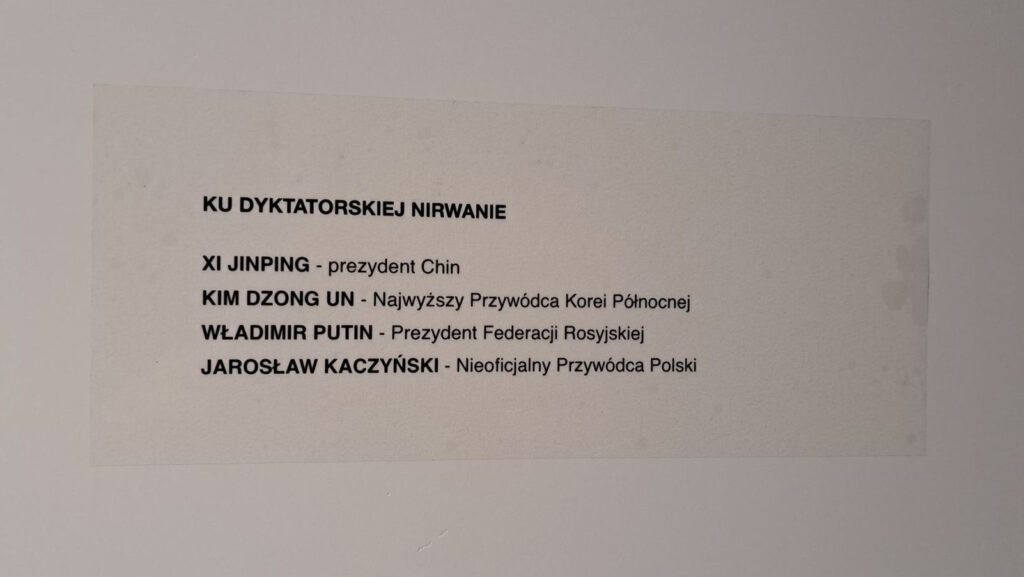 KU DYKTATORSKIEJ NIRWANIE
XI JINPING - prezydent Chin
KIM DZONG UN - Najwyższy Przywódca Korei Północnej
WŁADIMIR PUTIN - Prezydent Federacji Rosyjskiej
JAROSŁAW KACZYŃSKI - Nieoficjalny Przywódca Polski